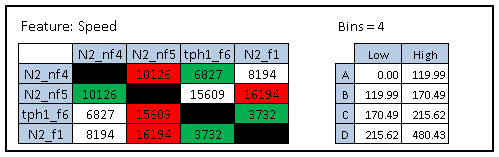 Feature: Speed Bins = 4
N2_nf4 N2_nf5 tph1_f6 N2_f1 Low High
N2_nf4 10126 6827 8194 A 0.00 119.99
N2_nf5 10126 15609 16194 B 119.99 170.49
tph1_f6 6827 15609 3732 C 170.49 215.62
N2_f1 8194 16194 3732 D 215.62 480.43